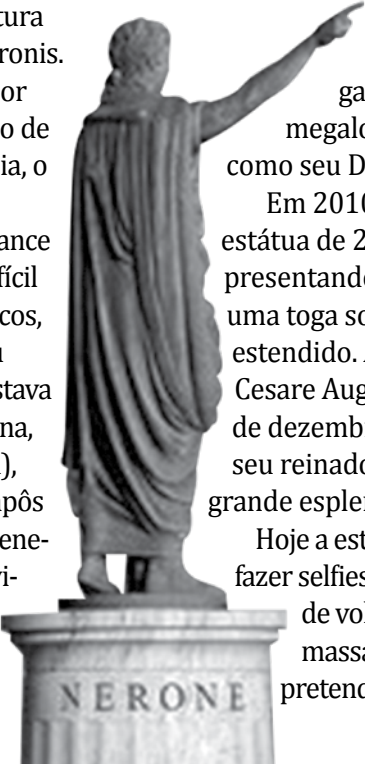 tura
ronis.
or
o de
ia, o
ance
fícil
cos,
u
stava
na,
),
pôs
ene-
vi-
ga
megalo
como seu D
Em 2010
estátua de 2
presentando
uma toga so
estendido.
Cesare Aug
de dezemb
seu reinado
grande esplen
Hoje a est
fazer selfies
de vol
massa
pretend
NERONE